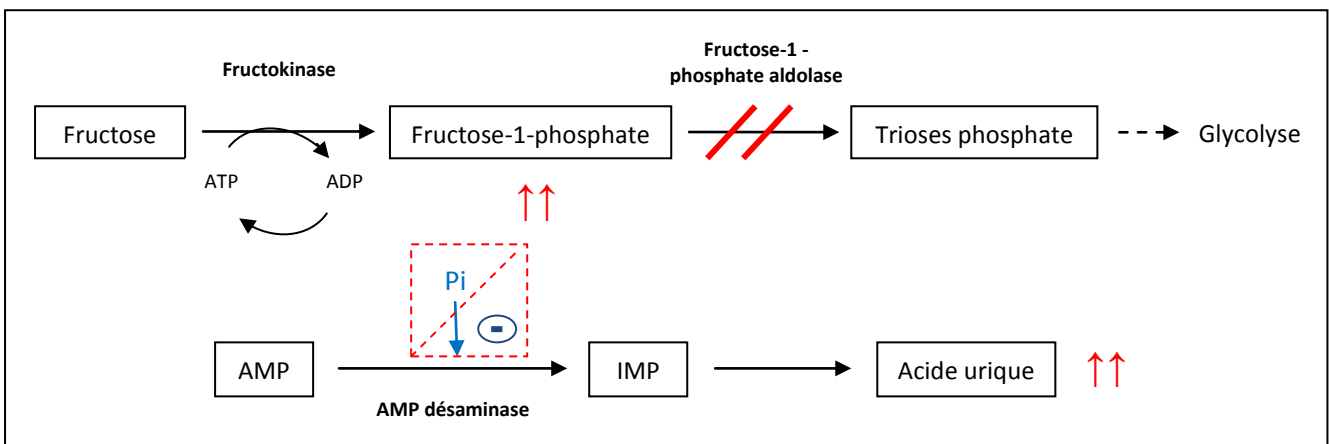 Fructokinase
Fructose-1 -
phosphate aldolase
Fructose
Fructose-1-phosphate
Trioses phosphate
Glycolyse
ATP
ADP
↑↑
Pi
-
AMP
IMP
Acide urique
↑↑
AMP désaminase